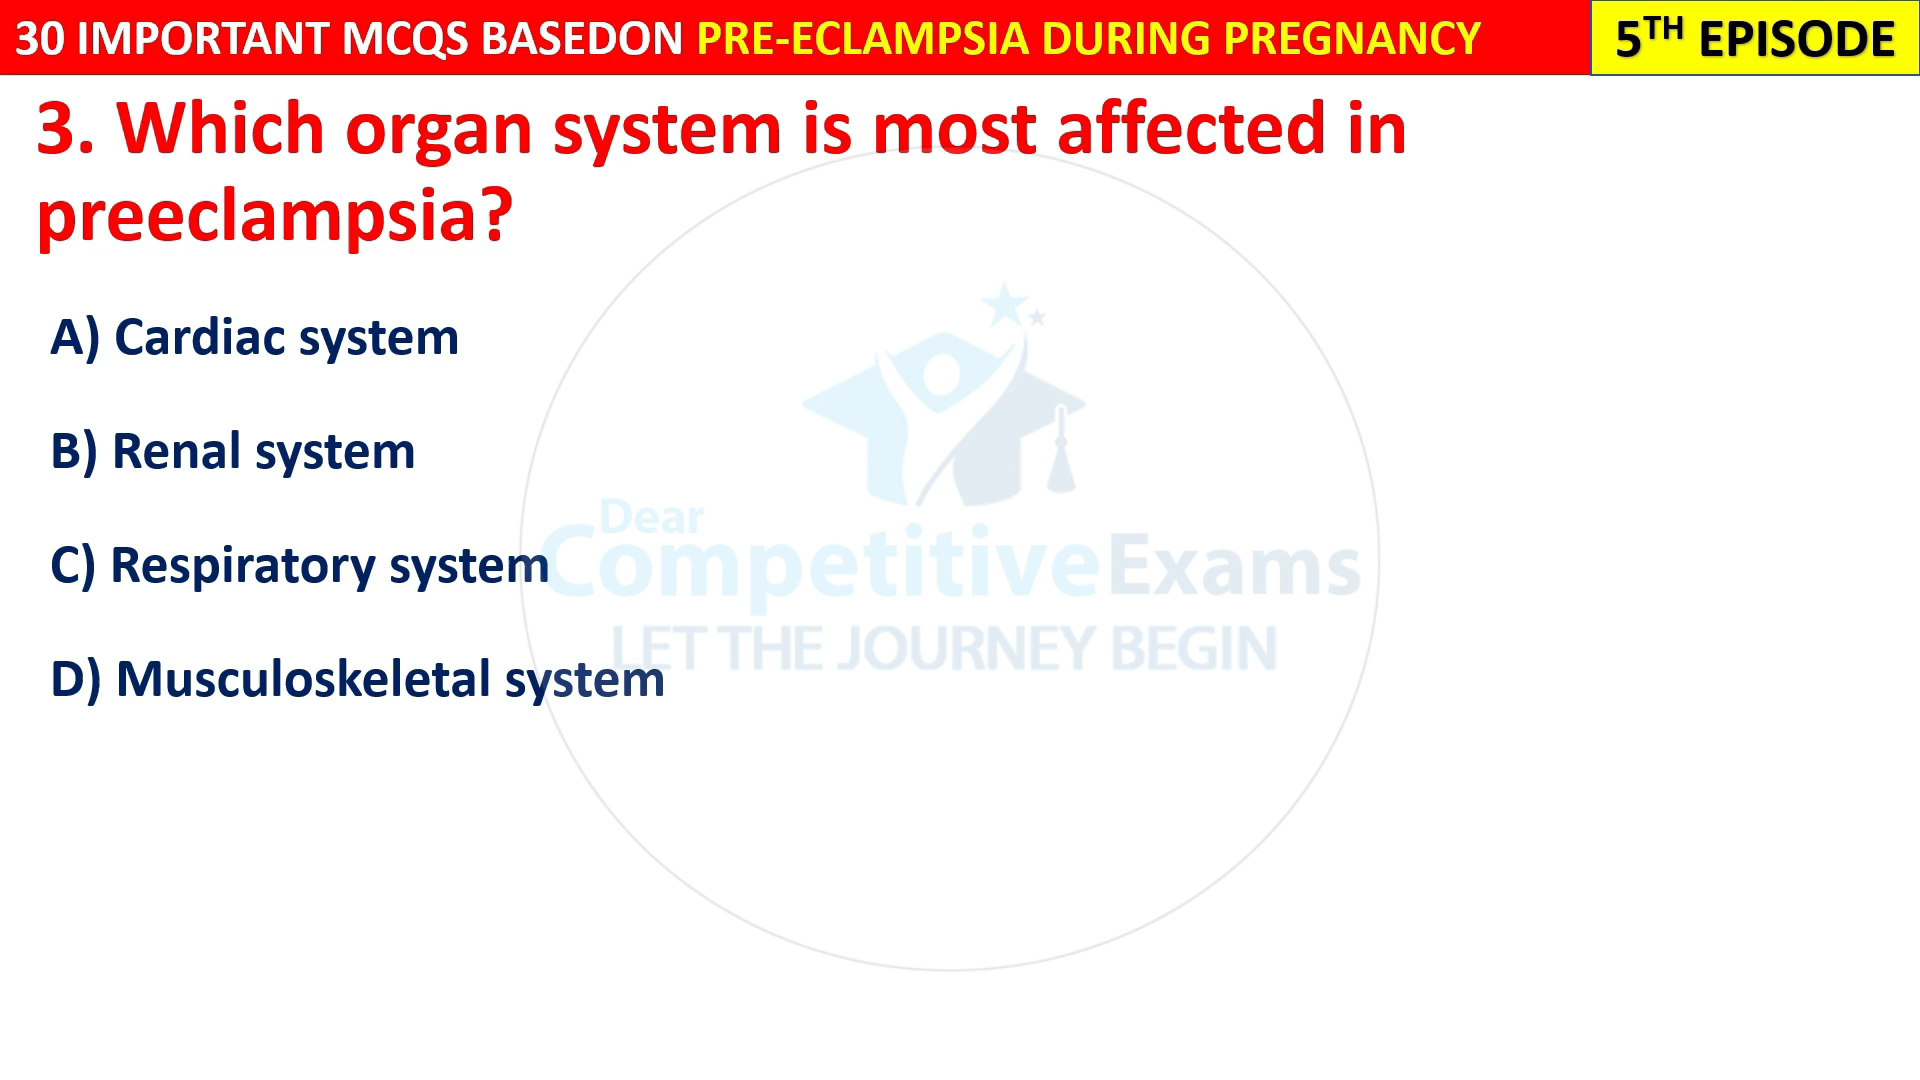 30 IMPORTANT MCQS BASEDON PRE-ECLAMPSIA DURING PREGNANCY
5TH EPISODE
3. Which organ system is most affected in
preeclampsia?
A) Cardiac system
B) Renal system
C) Respiratory system
D) Musculoskeletal system
Dear
CompetitiveExams
LET THE JOURNEY BEGIN